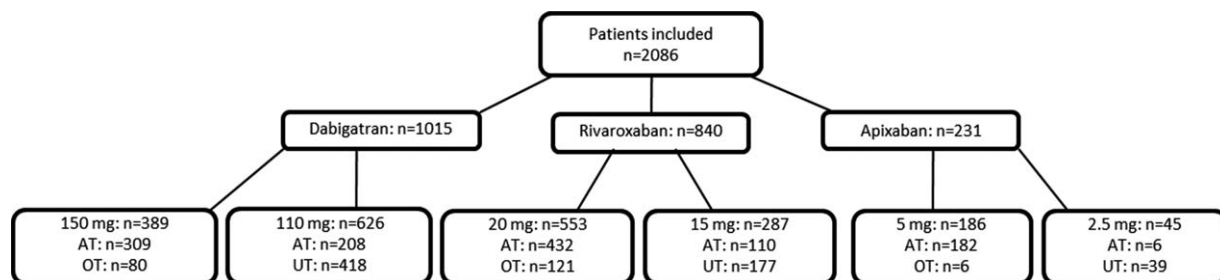 Patients included
n=2086
Dabigatran: n=1015
Rivaroxaban: n=840
Apixaban: n=231
150 mg: n=389
AT: n=309
OT: n=80
110 mg: n=626
AT: n=208
UT: n=418
20 mg: n=553
AT: n=432
OT: n=121
15 mg: n=287
AT: n=110
UT: n=177
5 mg: n=186
AT: n=182
OT: n=6
2.5 mg: n=45
AT: n=6
UT: n=39